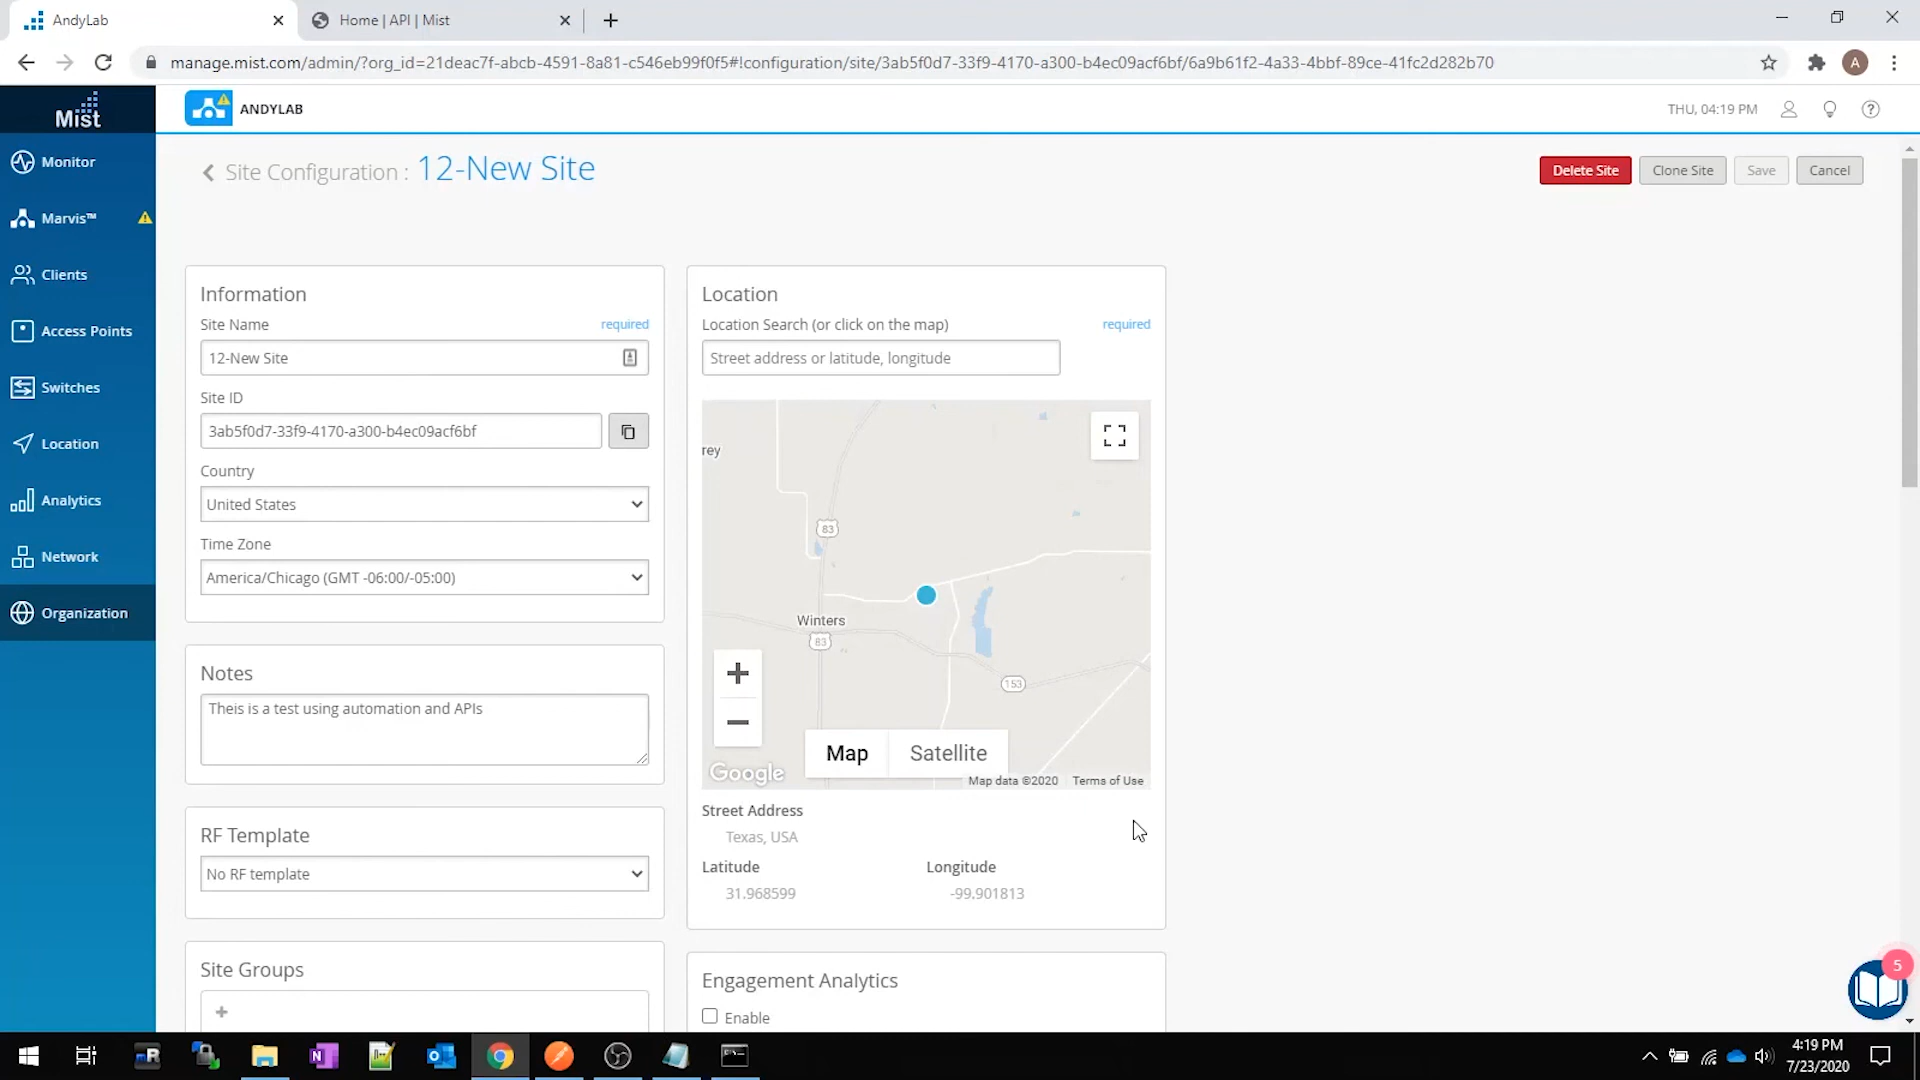 AndyLab
Home | API | Mist
manage.mist.com/admin/?org_id=21deac7f-abcb-4591-8a81-c546eb99f0f5#!configuration/site/3ab5f0d7-33f9-4170-a300-b4ec09acf6bf/6a9b61f2-4a33-4bbf-89ce-41fc2d282b70
A
Mist
ANDYLAB
THU, 04:19 PM
Monitor
Marvis™
Clients
Access Points
Switches
Location
Analytics
Network
Organization
Site Configuration : 12-New Site
Delete Site
Clone Site
Save
Cancel
Information
Site Name
required
12-New Site
Site ID
3ab5f0d7-33f9-4170-a300-b4ec09acf6bf
Country
United States
Time Zone
America/Chicago (GMT -06:00/-05:00)
Notes
Theis is a test using automation and APIs
RF Template
No RF template
Site Groups
+
Location
Location Search (or click on the map)
required
Street address or latitude, longitude
rey
83
Winters
83
153
Map
Satellite
Google
Map data ©2020
Terms of Use
Street Address
Texas, USA
Latitude
Longitude
31.968599
-99.901813
Engagement Analytics
Enable
5
4:19 PM
7/23/2020